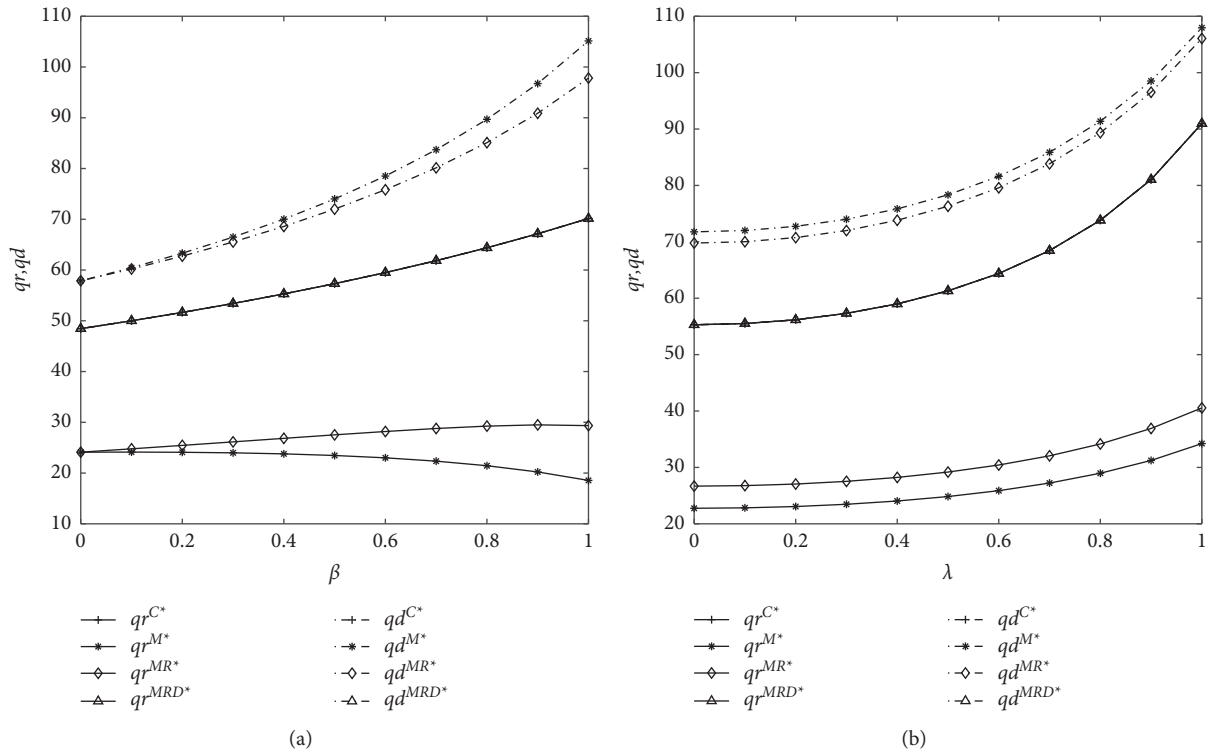 110
100
90
80
70
60
50
40
30
20
10
qr,qd
0 0.2 0.4 0.6 0.8 1
β
qr^{C*} qd^{C*}
qr^{M*} qd^{M*}
qr^{MR*} qd^{MR*}
qr^{MRD*} qd^{MRD*}
(a)
110
100
90
80
70
60
50
40
30
20
qr,qd
0 0.2 0.4 0.6 0.8 1
λ
qr^{C*} qd^{C*}
qr^{M*} qd^{M*}
qr^{MR*} qd^{MR*}
qr^{MRD*} qd^{MRD*}
(b)